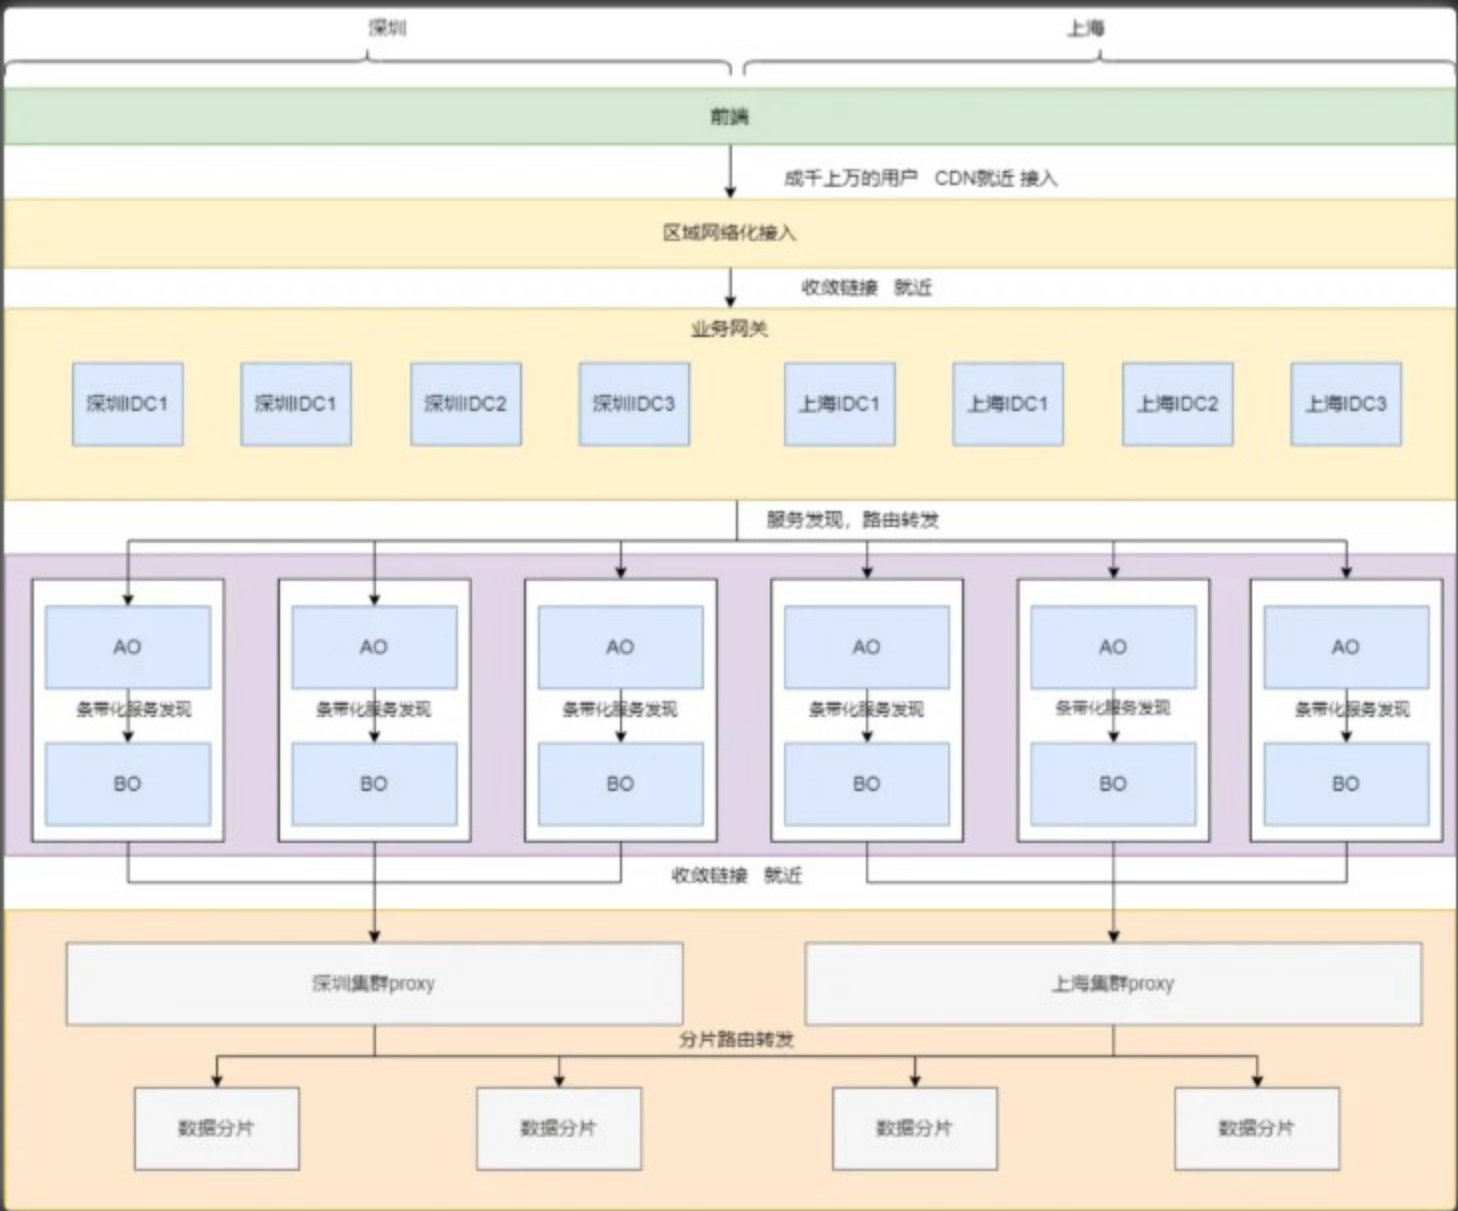 深圳 上海
前端
成千上万的用户 CDN就近 接入
区域网络化接入
收敛链接 就近
业务网关
深圳IDC1 深圳IDC1 深圳IDC2 深圳IDC3 上海IDC1 上海IDC1 上海IDC2 上海IDC3
服务发现，路由转发
AO AO AO AO AO AO
条带化服务发现 条带化服务发现 条带化服务发现 条带化服务发现 条带化服务发现 条带化服务发现
BO BO BO BO BO BO
收敛链接 就近
深圳集群proxy 上海集群proxy
分片路由转发
数据分片 数据分片 数据分片 数据分片